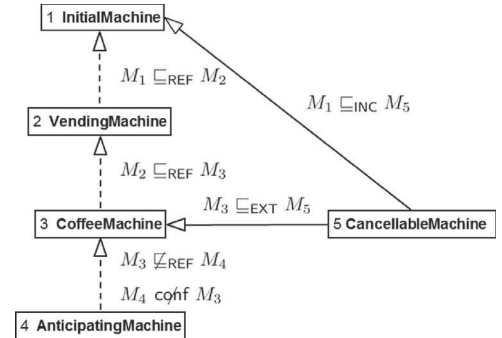 1 InitialMachine
M₁ ⊑REF M₂
M₁ ⊑INC M₅
2 VendingMachine
M₂ ⊑REF M₃
M₃ ⊑EXT M₅
3 CoffeeMachine
5 CancellableMachine
M₃ ⋢REF M₄
M₄ con̸f M₃
4 AnticipatingMachine